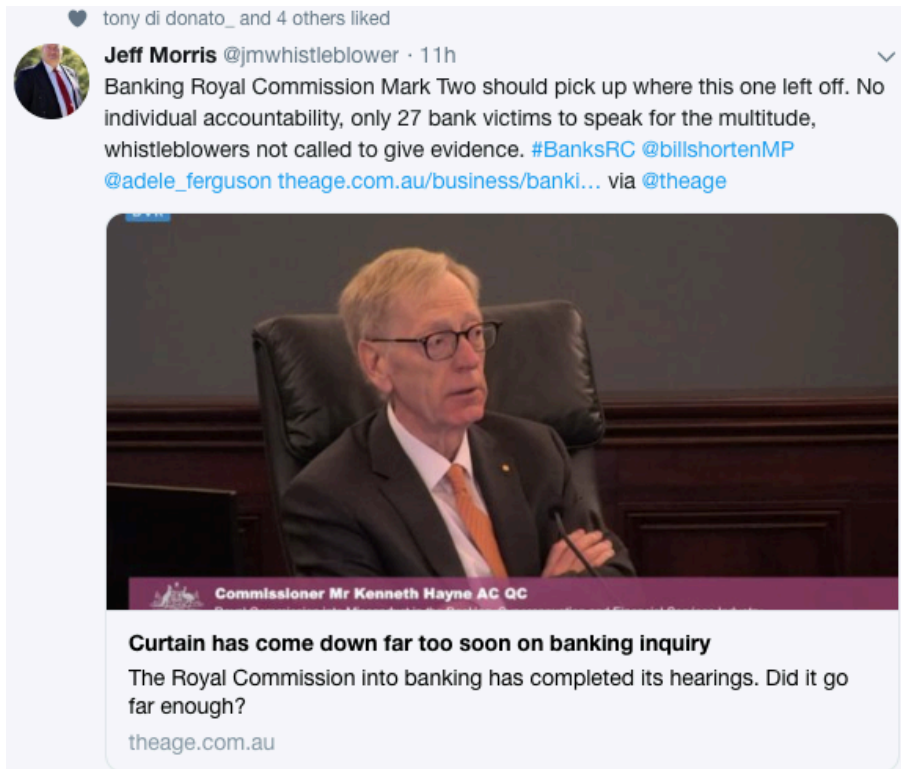 tony di donato_ and 4 others liked
Jeff Morris @jmwhistleblower · 11h
Banking Royal Commission Mark Two should pick up where this one left off. No
individual accountability, only 27 bank victims to speak for the multitude,
whistleblowers not called to give evidence. #BanksRC @billshortenMP
@adele_ferguson theage.com.au/business/banki... via @theage
Commissioner Mr Kenneth Hayne AC QC
Curtain has come down far too soon on banking inquiry
The Royal Commission into banking has completed its hearings. Did it go
far enough?
theage.com.au